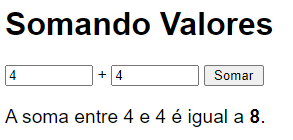 Somando Valores
4 + 4 Somar
A soma entre 4 e 4 é igual a 8.